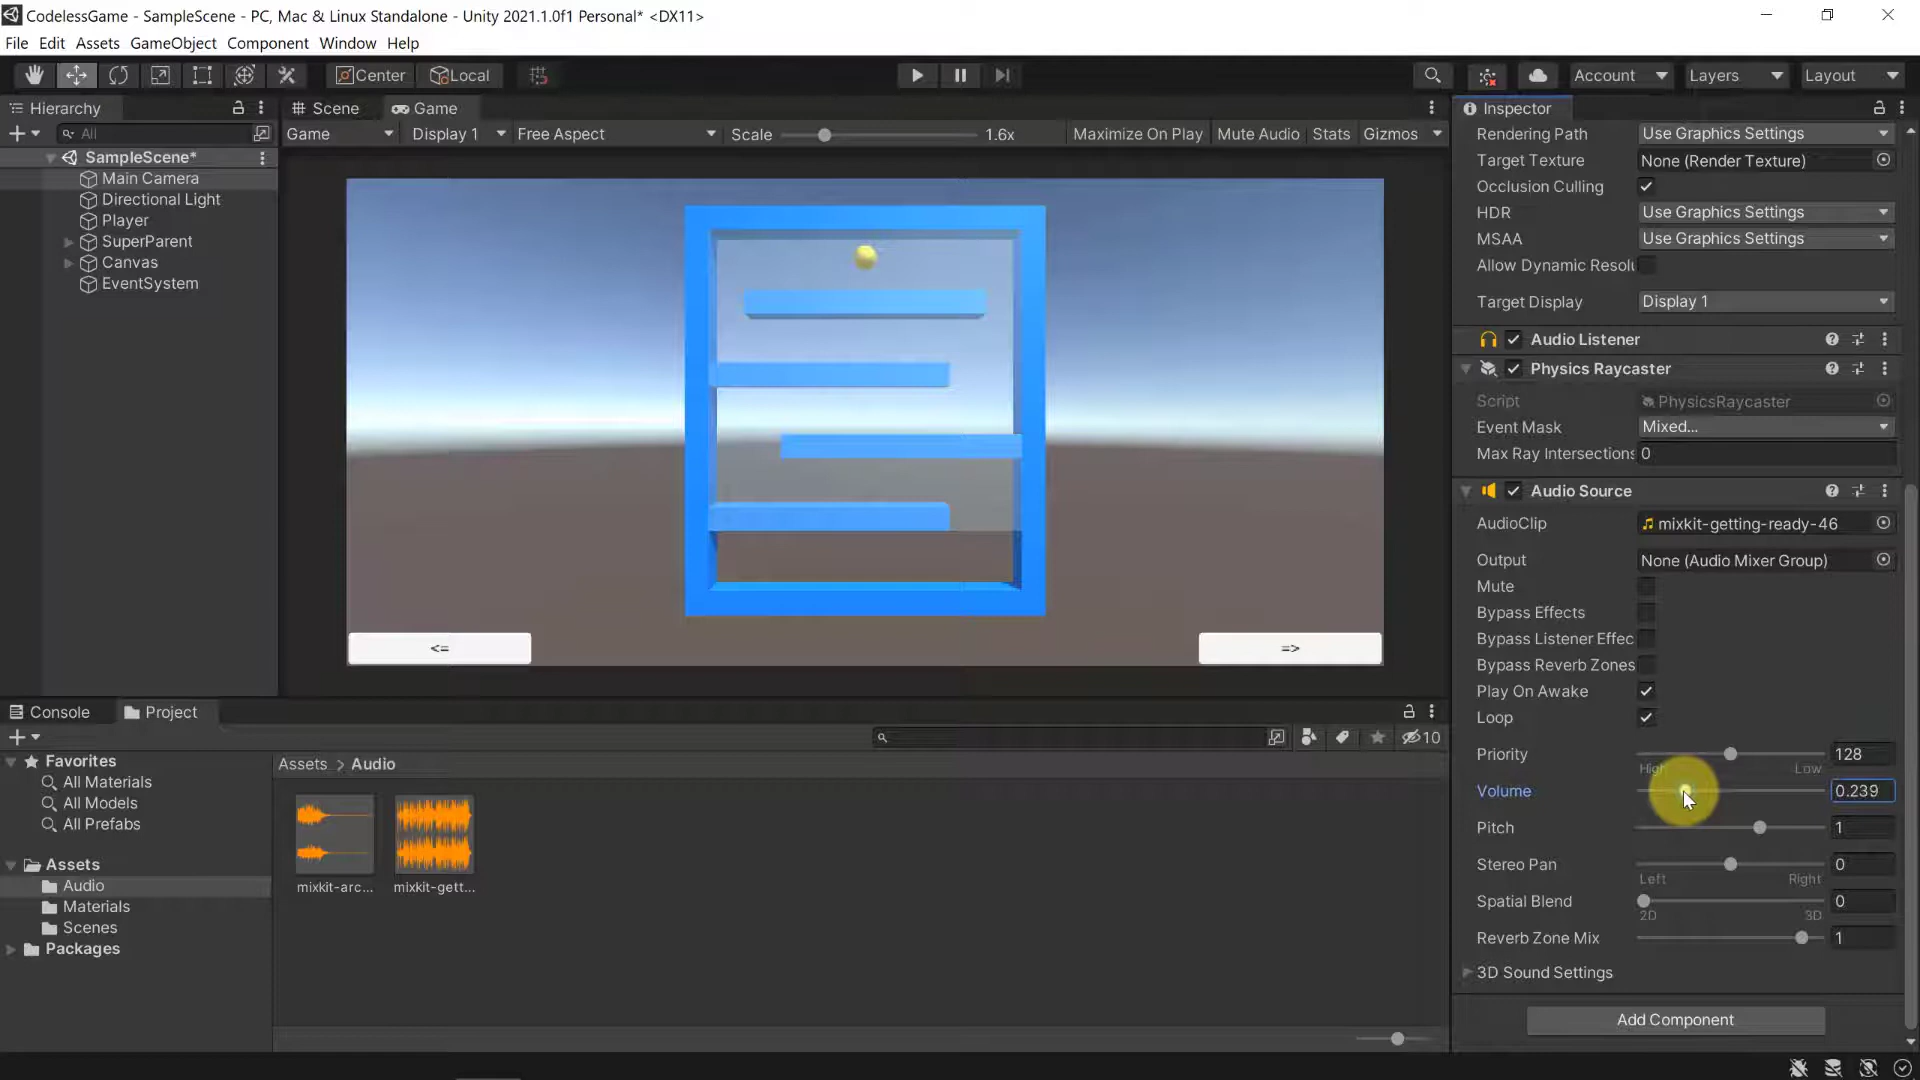 CodelessGame - SampleScene - PC, Mac & Linux Standalone - Unity 2021.1.0f1 Personal* <DX11>
File Edit Assets GameObject Component Window Help
Center Local Account Layers Layout
Hierarchy
All
SampleScene*
Main Camera
Directional Light
Player
SuperParent
Canvas
EventSystem
Scene Game
Game Display 1 Free Aspect Scale 1.6x Maximize On Play Mute Audio Stats Gizmos
<=
=>
Inspector
Rendering Path Use Graphics Settings
Target Texture None (Render Texture)
Occlusion Culling
HDR Use Graphics Settings
MSAA Use Graphics Settings
Allow Dynamic Resolu
Target Display Display 1
Audio Listener
Physics Raycaster
Script PhysicsRaycaster
Event Mask Mixed...
Max Ray Intersections 0
Audio Source
AudioClip mixkit-getting-ready-46
Output None (Audio Mixer Group)
Mute
Bypass Effects
Bypass Listener Effec
Bypass Reverb Zones
Play On Awake
Loop
Priority 128
High Low
Volume 0.239
Pitch 1
Stereo Pan 0
Left Right
Spatial Blend 0
2D 3D
Reverb Zone Mix 1
3D Sound Settings
Add Component
Console Project
10
Favorites
All Materials
All Models
All Prefabs
Assets
Audio
Materials
Scenes
Packages
Assets > Audio
mixkit-arc... mixkit-gett...